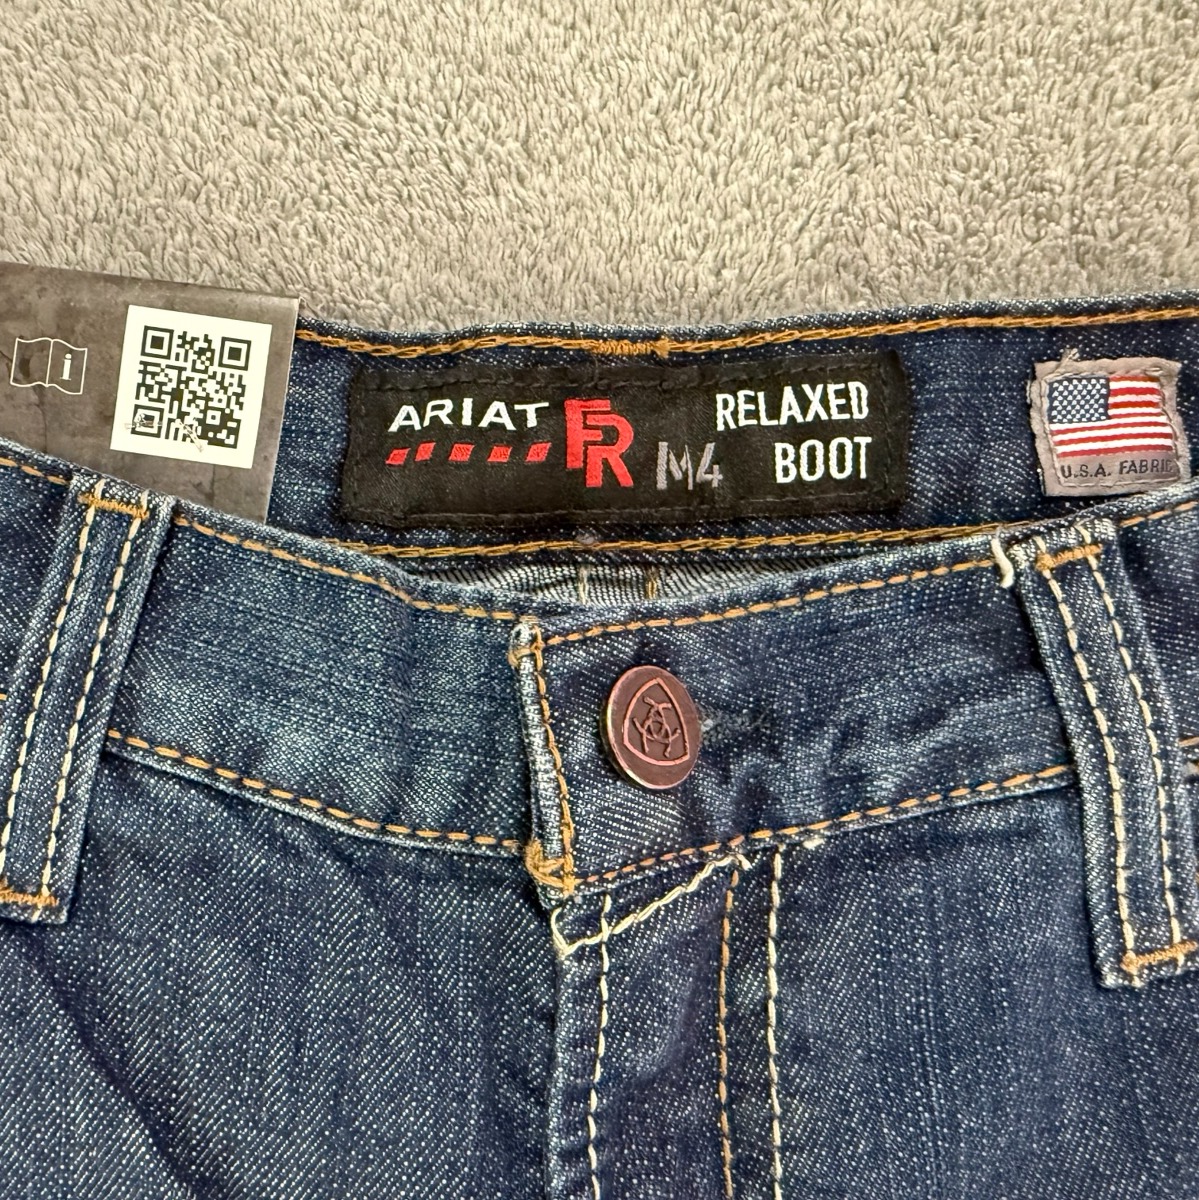 ARIAT FR M4
RELAXED
BOOT
U.S.A. FABRIC
i